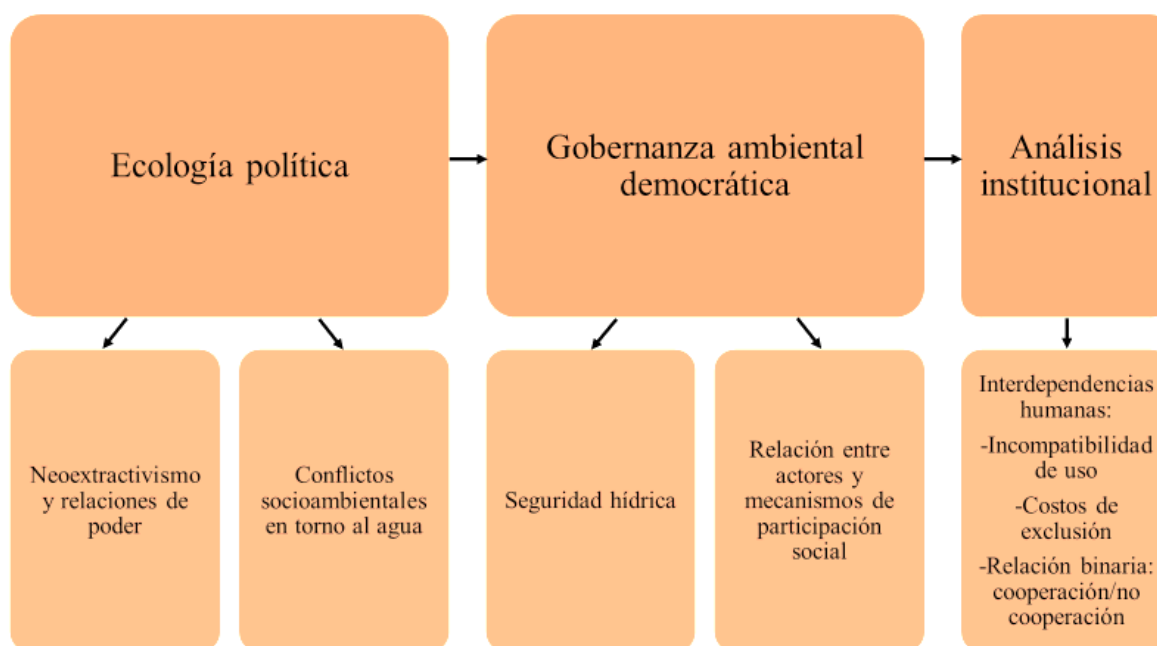 Ecología política
Gobernanza ambiental
democrática
Análisis
institucional
Neoextractivismo
y relaciones de
poder
Conflictos
socioambientales
en torno al agua
Seguridad hídrica
Relación entre
actores y
mecanismos de
participación
social
Interdependencias
humanas:
-Incompatibilidad
de uso
-Costos de
exclusión
-Relación binaria:
cooperación/no
cooperación